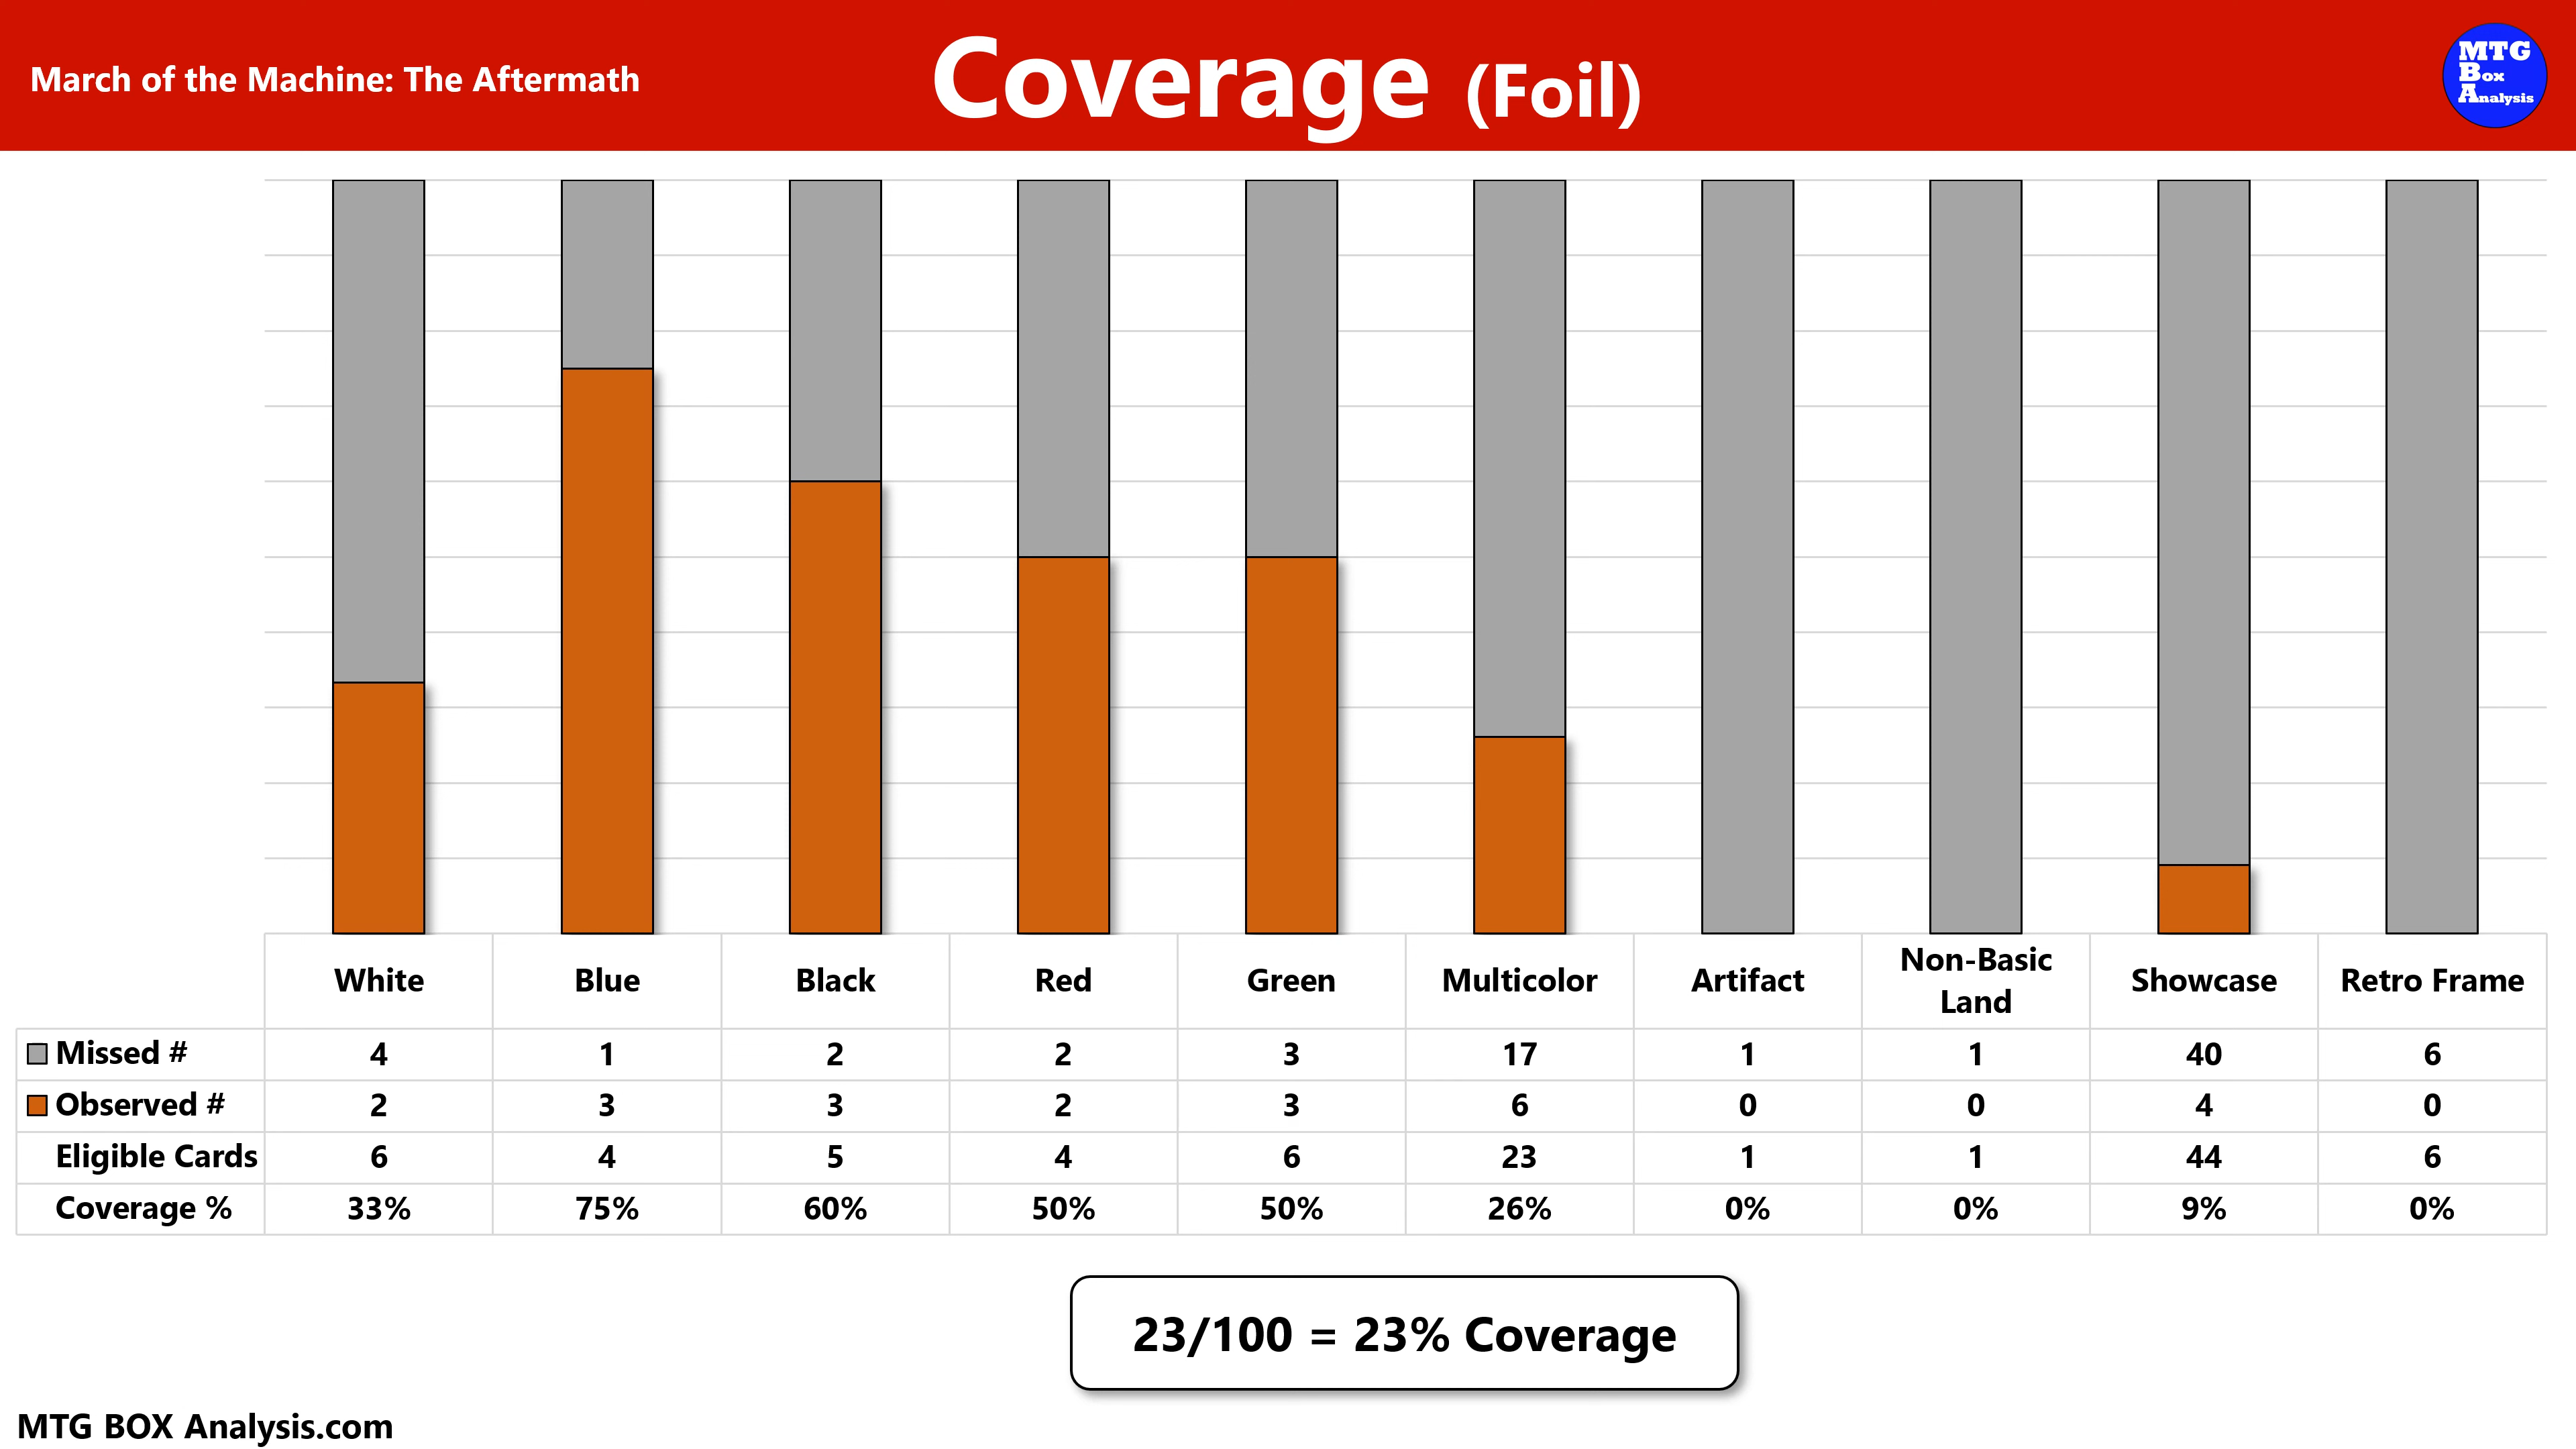 March of the Machine: The Aftermath
Coverage (Foil)
MTG
Box
Analysis
White Blue Black Red Green Multicolor Artifact Non-Basic Land Showcase Retro Frame
Missed # 4 1 2 2 3 17 1 1 40 6
Observed # 2 3 3 2 3 6 0 0 4 0
Eligible Cards 6 4 5 4 6 23 1 1 44 6
Coverage % 33% 75% 60% 50% 50% 26% 0% 0% 9% 0%
23/100 = 23% Coverage
MTG BOX Analysis.com